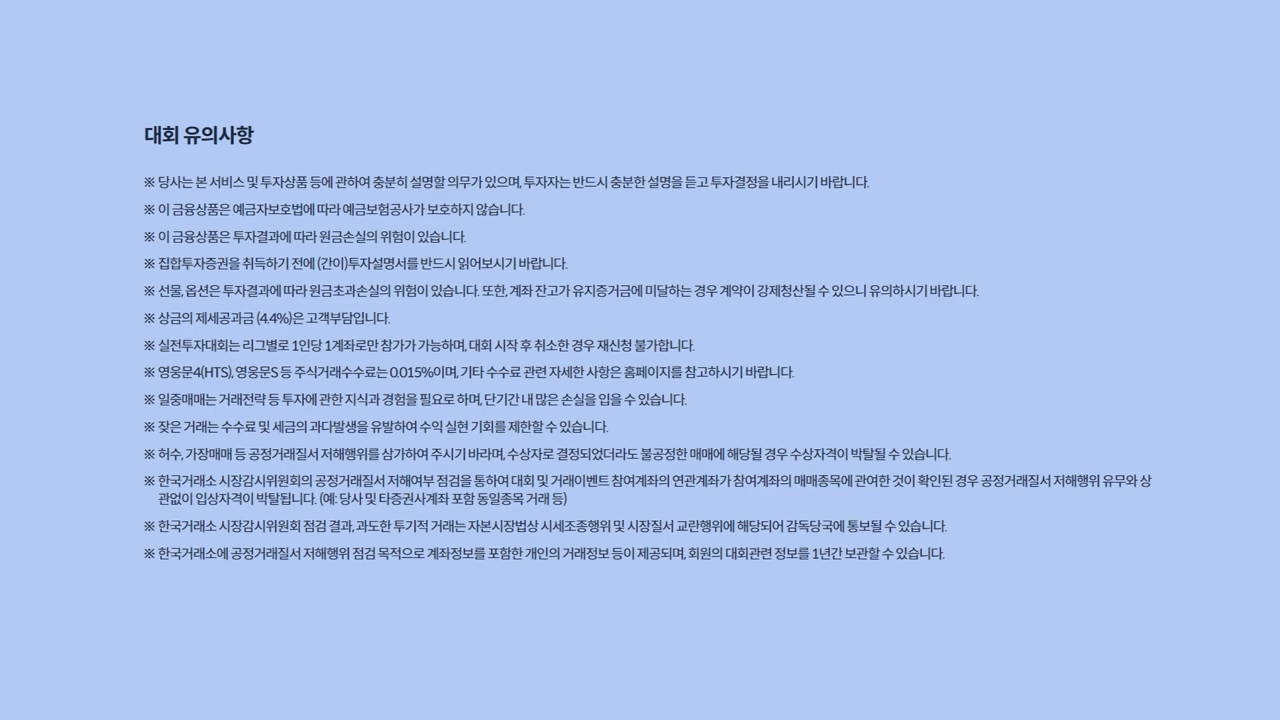 대회 유의사항
※ 당사는 본 서비스 및 투자상품 등에 관하여 충분히 설명할 의무가 있으며, 투자자는 반드시 충분한 설명을 듣고 투자결정을 내리시기 바랍니다.
※ 이 금융상품은 예금자보호법에 따라 예금보험공사가 보호하지 않습니다.
※ 이 금융상품은 투자결과에 따라 원금손실의 위험이 있습니다.
※ 집합투자증권을 취득하기 전에 (간이)투자설명서를 반드시 읽어보시기 바랍니다.
※ 선물, 옵션은 투자결과에 따라 원금초과손실의 위험이 있습니다. 또한, 계좌 잔고가 유지증거금에 미달하는 경우 계약이 강제청산될 수 있으니 유의하시기 바랍니다.
※ 상금의 제세공과금 (4.4%)은 고객부담입니다.
※ 실전투자대회는 리그별로 1인당 1계좌로만 참가가 가능하며, 대회 시작 후 취소한 경우 재신청 불가합니다.
※ 영웅문4(HTS), 영웅문S 등 주식거래수수료는 0.015%이며, 기타 수수료 관련 자세한 사항은 홈페이지를 참고하시기 바랍니다.
※ 일중매매는 거래전략 등 투자에 관한 지식과 경험을 필요로 하며, 단기간 내 많은 손실을 입을 수 있습니다.
※ 잦은 거래는 수수료 및 세금의 과다발생을 유발하여 수익 실현 기회를 제한할 수 있습니다.
※ 허수, 가장매매 등 공정거래질서 저해행위를 삼가하여 주시기 바라며, 수상자로 결정되었더라도 불공정한 매매에 해당될 경우 수상자격이 박탈될 수 있습니다.
※ 한국거래소 시장감시위원회의 공정거래질서 저해여부 점검을 통하여 대회 및 거래이벤트 참여계좌의 연관계좌가 참여계좌의 매매종목에 관여한 것이 확인된 경우 공정거래질서 저해행위 유무와 상
관없이 입상자격이 박탈됩니다. (예: 당사 및 타증권사계좌 포함 동일종목 거래 등)
※ 한국거래소 시장감시위원회 점검 결과, 과도한 투기적 거래는 자본시장법상 시세조종행위 및 시장질서 교란행위에 해당되어 감독당국에 통보될 수 있습니다.
※ 한국거래소에 공정거래질서 저해행위 점검 목적으로 계좌정보를 포함한 개인의 거래정보 등이 제공되며, 회원의 대회관련 정보를 1년간 보관할 수 있습니다.